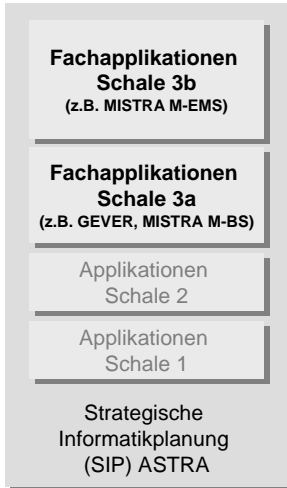 Fachapplikationen
Schale 3b
(z.B. MISTRA M-EMS)
Fachapplikationen
Schale 3a
(z.B. GEVER, MISTRA M-BS)
Applikationen
Schale 2
Applikationen
Schale 1
Strategische
Informatikplanung
(SIP) ASTRA